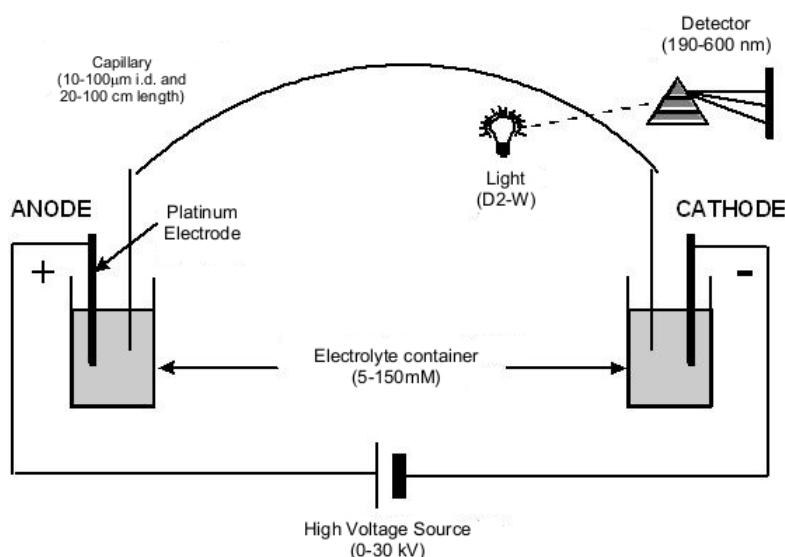 Detector
(190-600 nm)
Capillary
(10-100μm i.d. and
20-100 cm length)
Light
(D2-W)
ANODE
Platinum
Electrode
CATHODE
+
-
Electrolyte container
(5-150mM)
High Voltage Source
(0-30 kV)